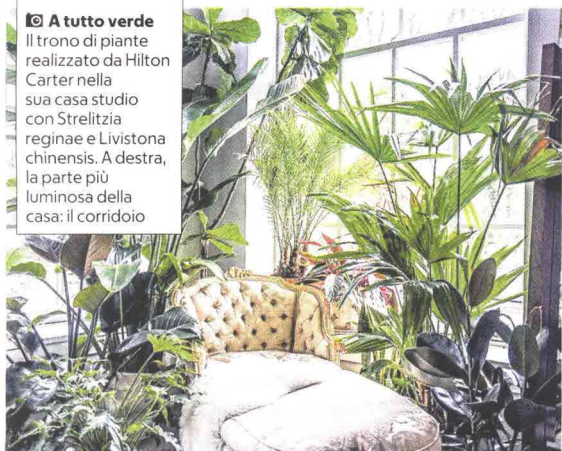 A tutto verde
Il trono di piante
realizzato da Hilton
Carter nella
sua casa studio
con Strelitzia
reginae e Livistona
chinensis. A destra,
la parte più
luminosa della
casa: il corridoio